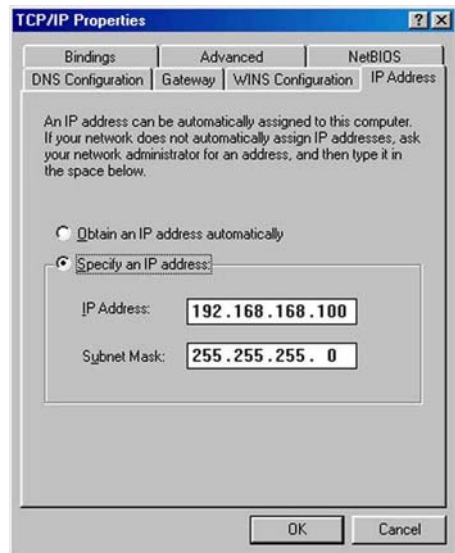 TCP/IP Properties
? X
Bindings Advanced NetBIOS
DNS Configuration Gateway WINS Configuration IP Address
An IP address can be automatically assigned to this computer.
If your network does not automatically assign IP addresses, ask
your network administrator for an address, and then type it in
the space below.
Obtain an IP address automatically
Specify an IP address:
IP Address: 192.168.168.100
Subnet Mask: 255.255.255. 0
OK Cancel